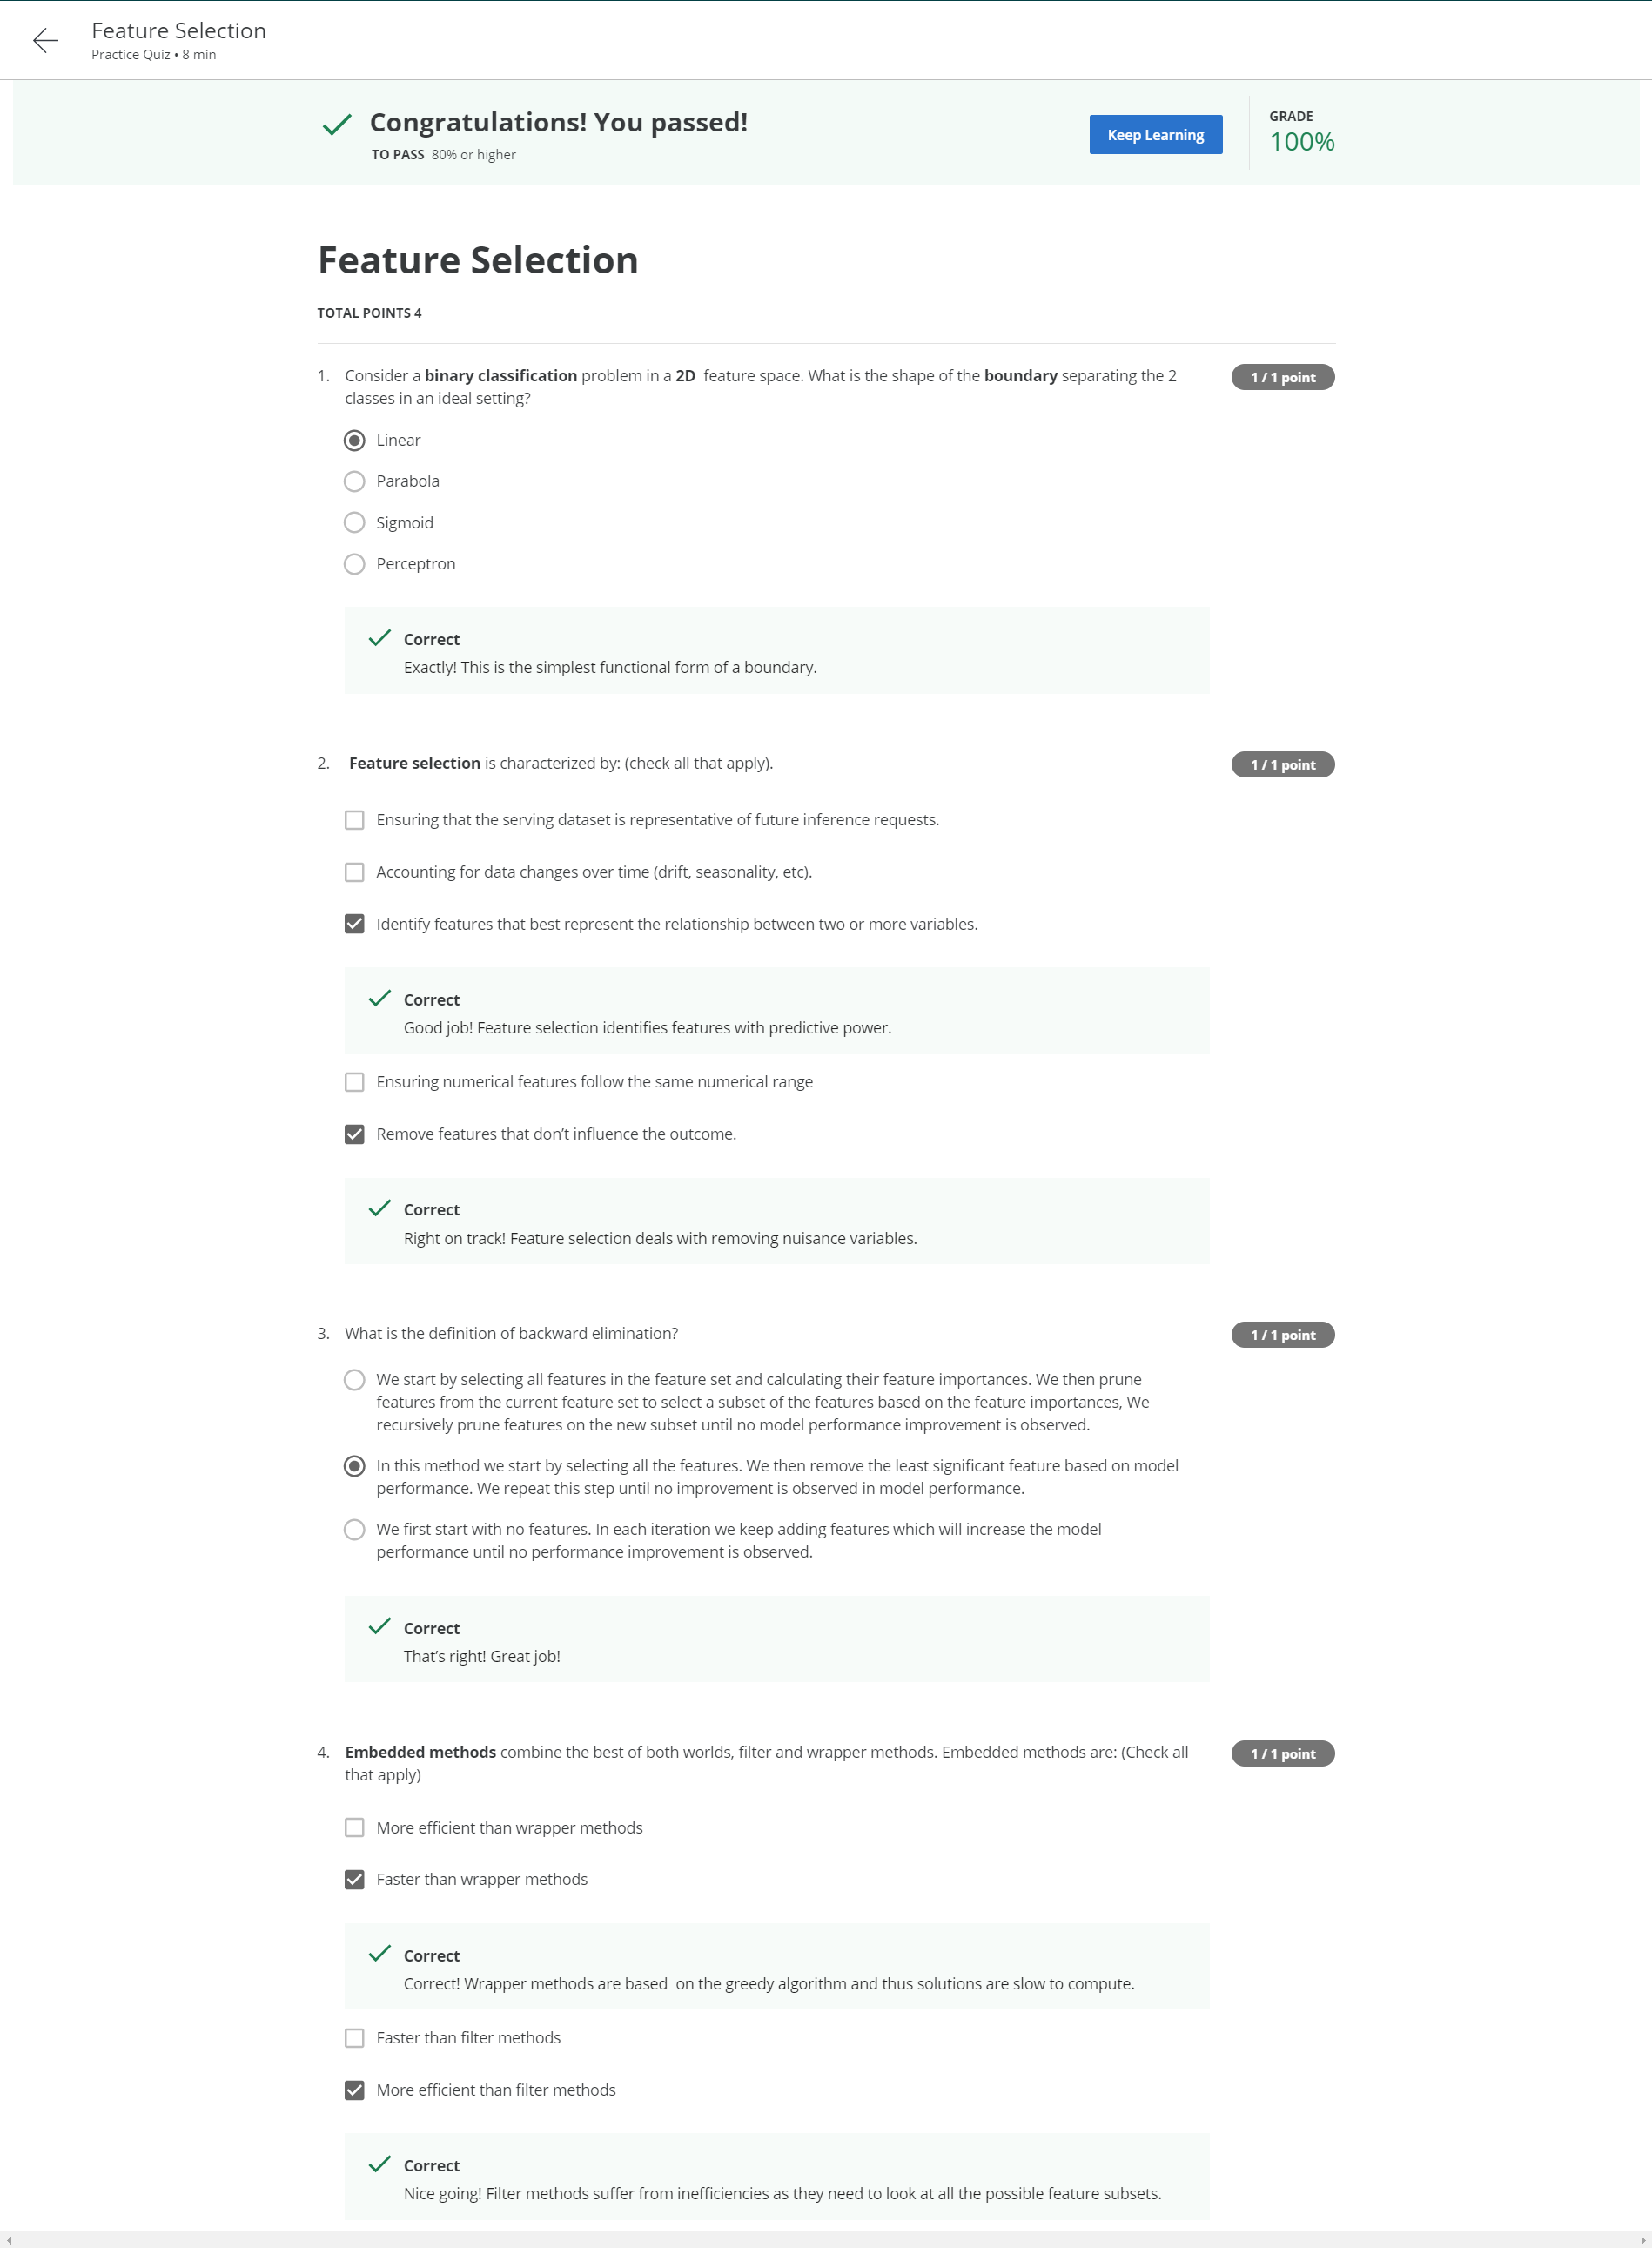 Feature Selection
Practice Quiz • 8 min
Congratulations! You passed!
TO PASS 80% or higher
Keep Learning
GRADE
100%
Feature Selection
TOTAL POINTS 4
1. Consider a binary classification problem in a 2D feature space. What is the shape of the boundary separating the 2
classes in an ideal setting?
1 / 1 point
Linear
Parabola
Sigmoid
Perceptron
Correct
Exactly! This is the simplest functional form of a boundary.
2. Feature selection is characterized by: (check all that apply).
1 / 1 point
Ensuring that the serving dataset is representative of future inference requests.
Accounting for data changes over time (drift, seasonality, etc).
Identify features that best represent the relationship between two or more variables.
Correct
Good job! Feature selection identifies features with predictive power.
Ensuring numerical features follow the same numerical range
Remove features that don’t influence the outcome.
Correct
Right on track! Feature selection deals with removing nuisance variables.
3. What is the definition of backward elimination?
1 / 1 point
We start by selecting all features in the feature set and calculating their feature importances. We then prune
features from the current feature set to select a subset of the features based on the feature importances, We
recursively prune features on the new subset until no model performance improvement is observed.
In this method we start by selecting all the features. We then remove the least significant feature based on model
performance. We repeat this step until no improvement is observed in model performance.
We first start with no features. In each iteration we keep adding features which will increase the model
performance until no performance improvement is observed.
Correct
That’s right! Great job!
4. Embedded methods combine the best of both worlds, filter and wrapper methods. Embedded methods are: (Check all
that apply)
1 / 1 point
More efficient than wrapper methods
Faster than wrapper methods
Correct
Correct! Wrapper methods are based on the greedy algorithm and thus solutions are slow to compute.
Faster than filter methods
More efficient than filter methods
Correct
Nice going! Filter methods suffer from inefficiencies as they need to look at all the possible feature subsets.